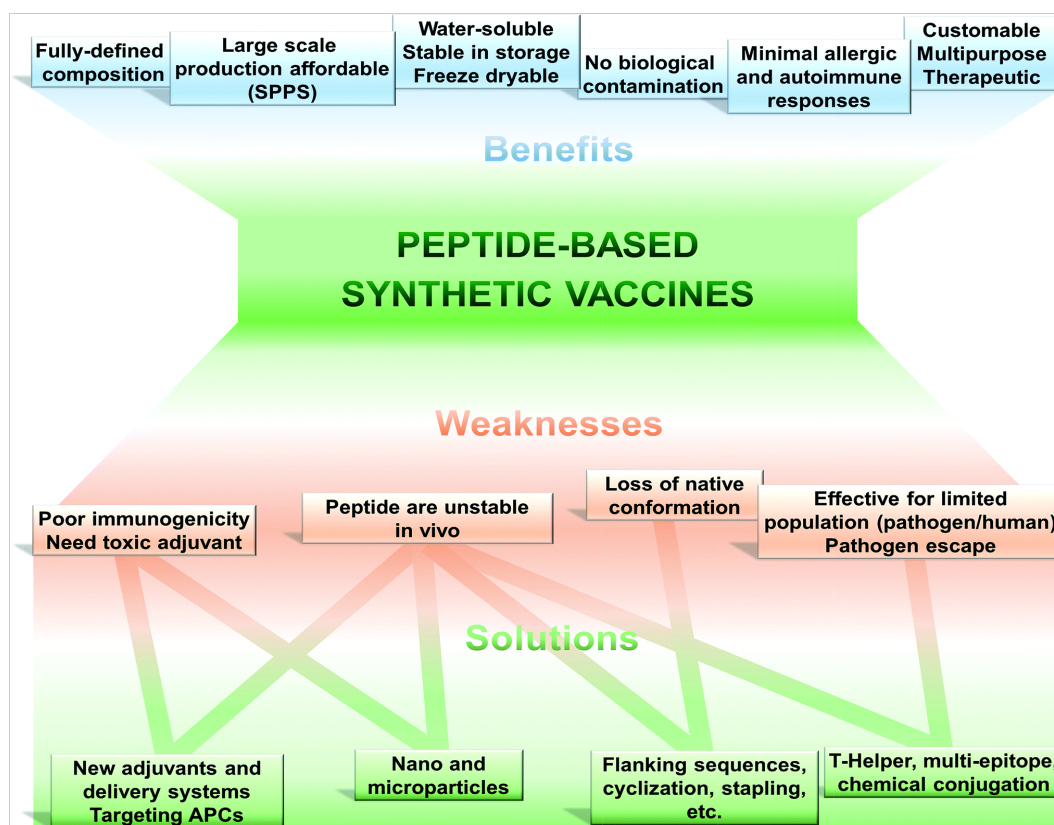 Fully-defined
composition
Large scale
production affordable
(SPPS)
Water-soluble
Stable in storage
Freeze dryable
No biological
contamination
Minimal allergic
and autoimmune
responses
Customable
Multipurpose
Therapeutic
Benefits
PEPTIDE-BASED
SYNTHETIC VACCINES
Weaknesses
Poor immunogenicity
Need toxic adjuvant
Peptide are unstable
in vivo
Loss of native
conformation
Effective for limited
population (pathogen/human)
Pathogen escape
Solutions
New adjuvants and
delivery systems
Targeting APCs
Nano and
microparticles
Flanking sequences,
cyclization, stapling,
etc.
T-Helper, multi-epitope,
chemical conjugation